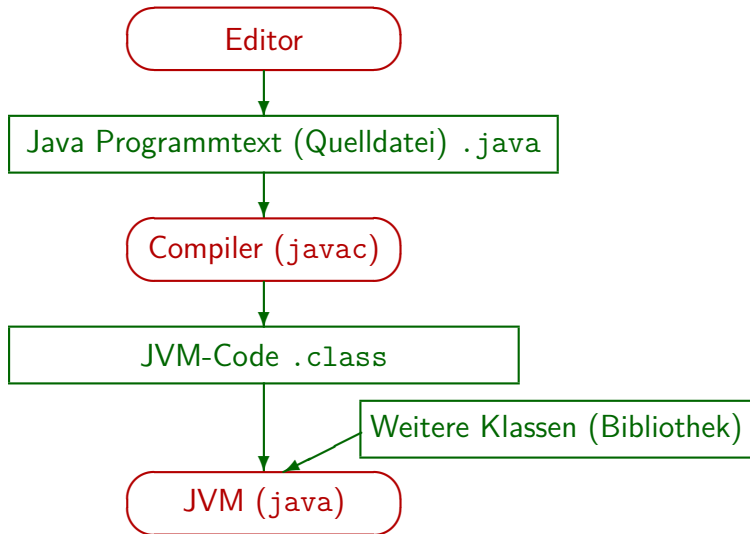 Editor
Java Programmtext (Quelldatei) .java
Compiler (javac)
JVM-Code .class
Weitere Klassen (Bibliothek)
JVM (java)